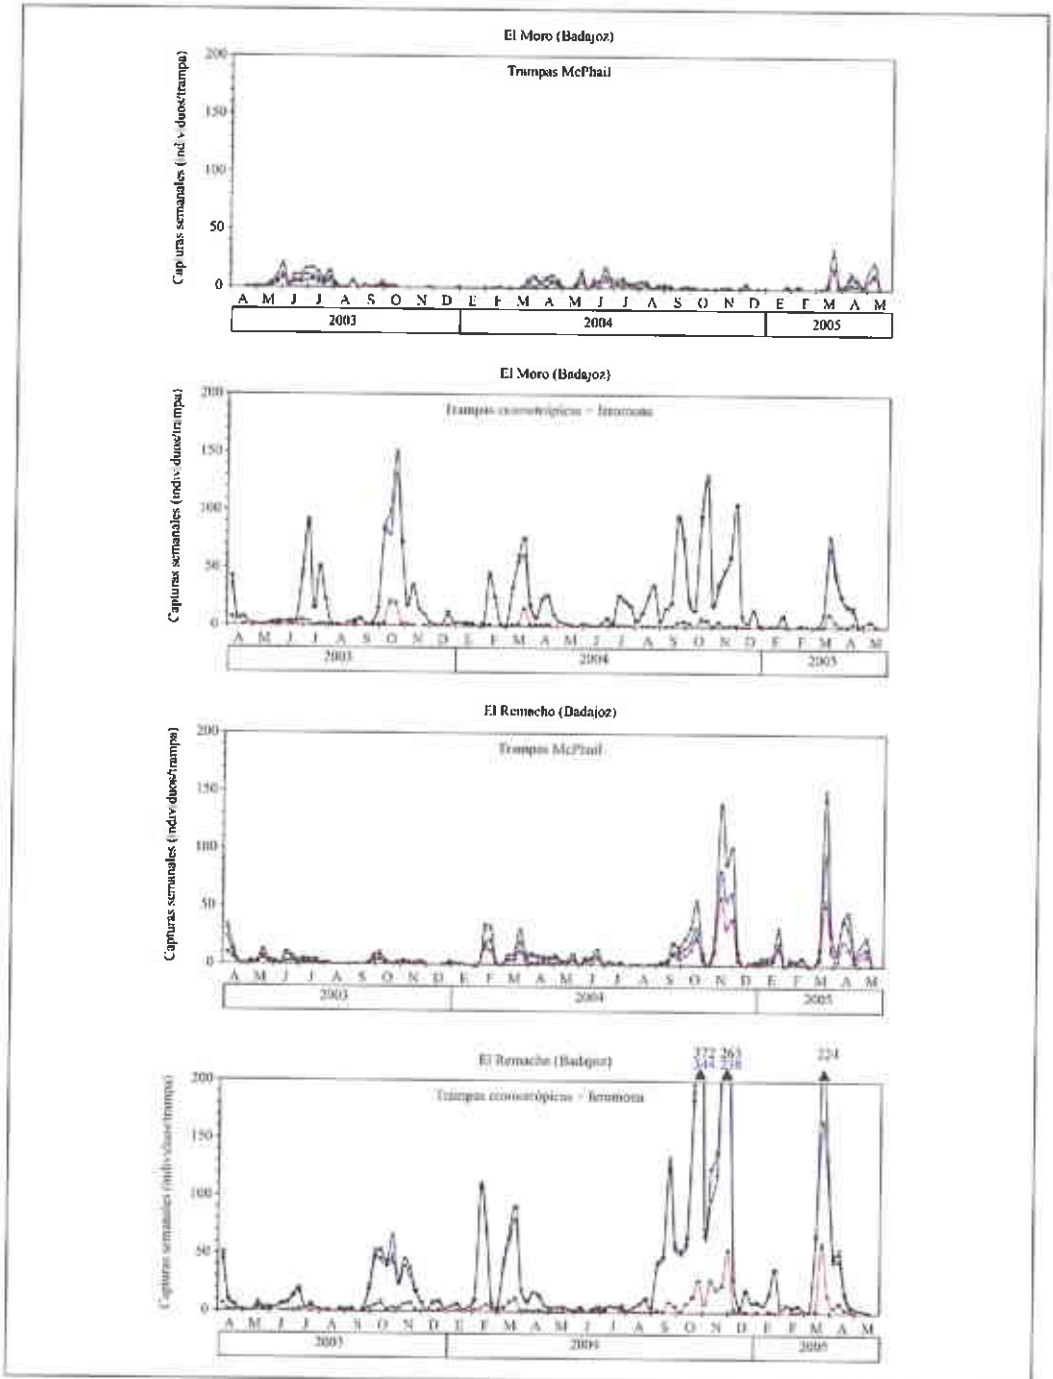 El Moro (Badajoz)
Trampas McPhail
Capturas semanales (individuos/trampa)
200
150
100
50
0
A M J J A S O N D E F M A M J J A S O N D E F M A M
2003 2004 2005
El Moro (Badajoz)
Trampas cromotrópicas + feromona
Capturas semanales (individuos/trampa)
200
150
100
50
0
A M J J A S O N D E F M A M J J A S O N D E F M A M
2003 2004 2005
El Remacho (Badajoz)
Trampas McPhail
Capturas semanales (individuos/trampa)
200
150
100
50
0
A M J J A S O N D E F M A M J J A S O N D E F M A M
2003 2004 2005
El Remacho (Badajoz)
372 263 224
344 238
Trampas cromotrópicas + feromona
Capturas semanales (individuos/trampa)
200
150
100
50
0
A M J J A S O N D E F M A M J J A S O N D E F M A M
2003 2004 2005